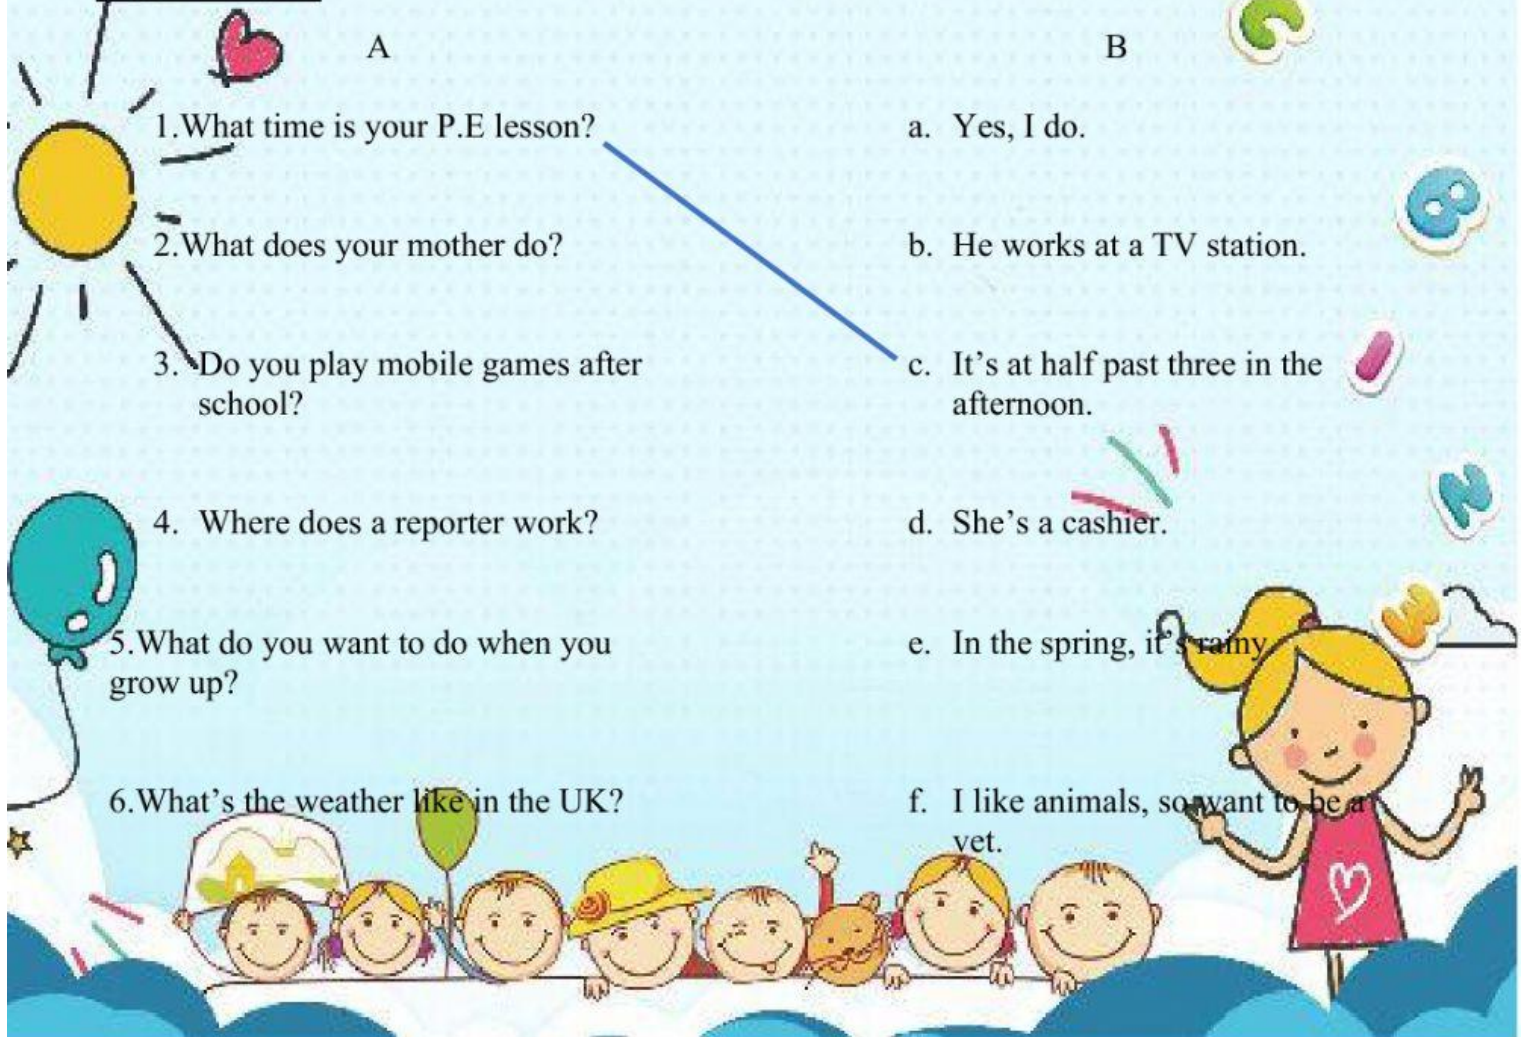 A
B
1.What time is your P.E lesson?
a. Yes, I do.
2.What does your mother do?
b. He works at a TV station.
3. Do you play mobile games after
school?
c. It’s at half past three in the
afternoon.
4. Where does a reporter work?
d. She’s a cashier.
5.What do you want to do when you
grow up?
e. In the spring, it’s rainy
6.What’s the weather like in the UK?
f. I like animals, so want to be a
vet.